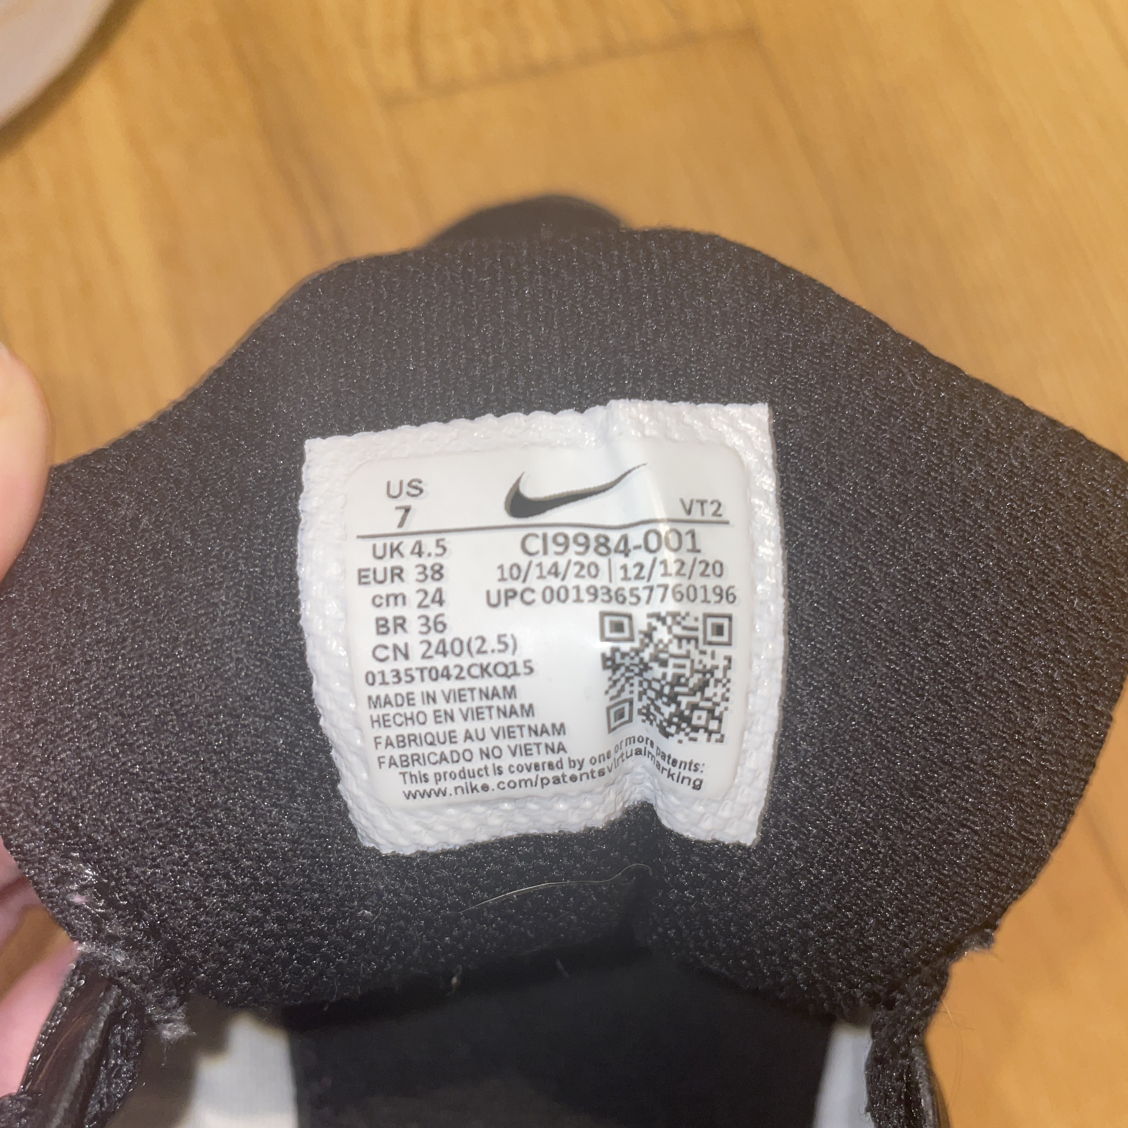 US
7
VT2
UK 4.5
CI9984-001
EUR 38
10/14/20 | 12/12/20
cm 24
UPC 00193657760196
BR 36
CN 240(2.5)
0135T042CKQ15
MADE IN VIETNAM
HECHO EN VIETNAM
FABRIQUE AU VIETNAM
FABRICADO NO VIETNA
This product is covered by one or more patents:
www.nike.com/patentsvirtualmarking